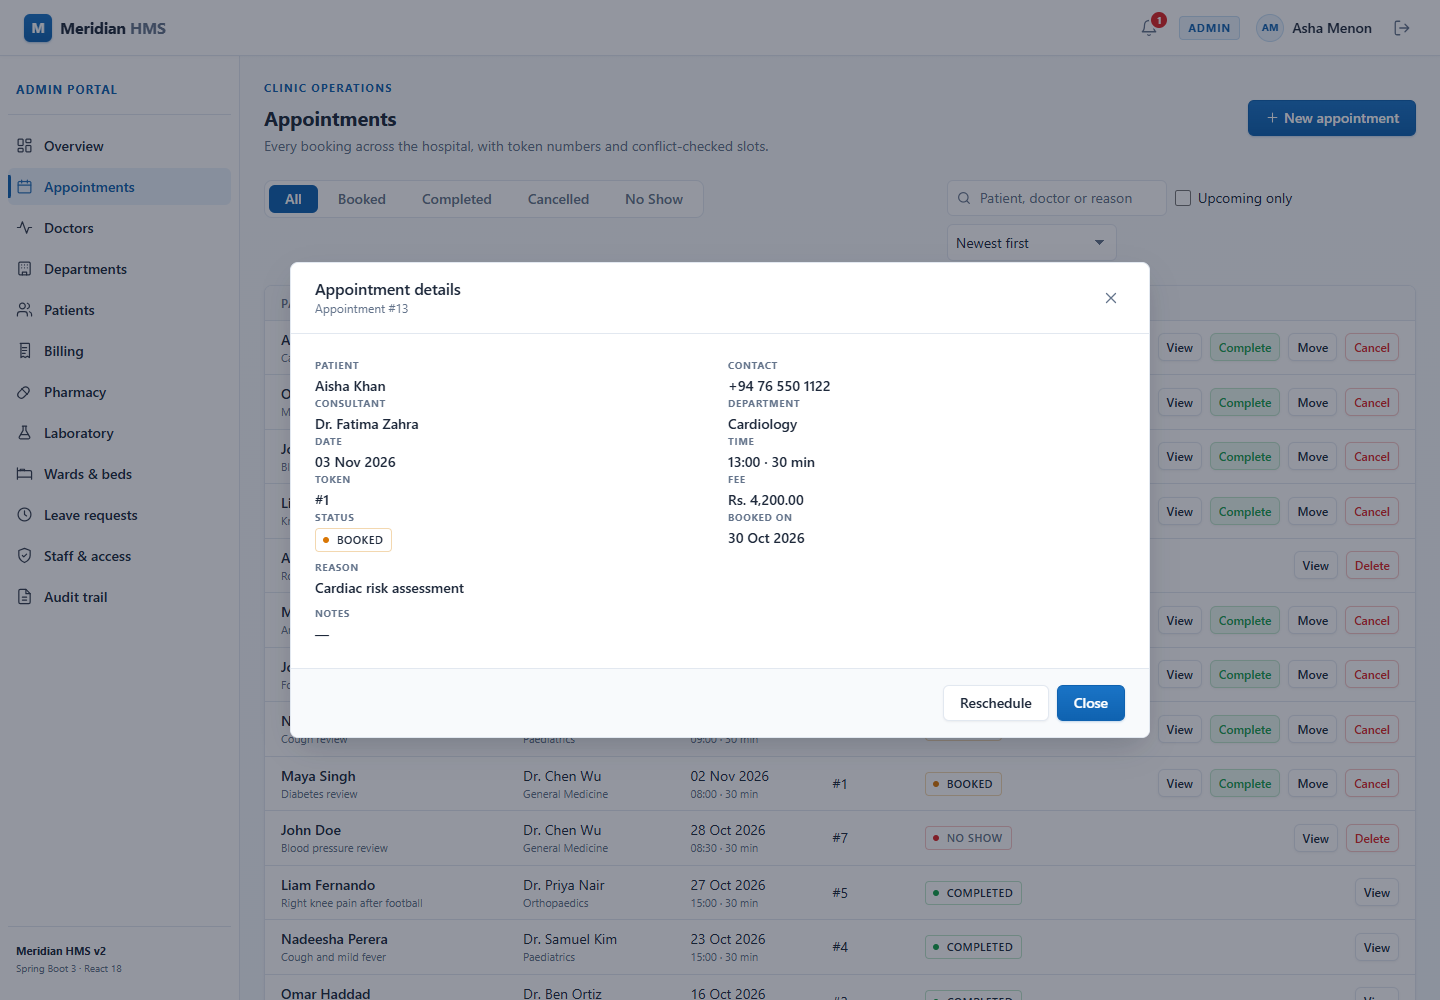 M Meridian HMS
1
ADMIN
AM Asha Menon
ADMIN PORTAL
Overview
Appointments
Doctors
Departments
Patients
Billing
Pharmacy
Laboratory
Wards & beds
Leave requests
Staff & access
Audit trail
Meridian HMS v2
Spring Boot 3 · React 18
CLINIC OPERATIONS
Appointments
Every booking across the hospital, with token numbers and conflict-checked slots.
+ New appointment
All Booked Completed Cancelled No Show
Patient, doctor or reason
Upcoming only
Newest first
Appointment details
Appointment #13
PATIENT CONTACT
Aisha Khan +94 76 550 1122
CONSULTANT DEPARTMENT
Dr. Fatima Zahra Cardiology
DATE TIME
03 Nov 2026 13:00 · 30 min
TOKEN FEE
#1 Rs. 4,200.00
STATUS BOOKED ON
BOOKED 30 Oct 2026
REASON
Cardiac risk assessment
NOTES
—
Reschedule Close
View Complete Move Cancel
View Complete Move Cancel
View Complete Move Cancel
View Complete Move Cancel
View Delete
View Complete Move Cancel
View Complete Move Cancel
View Complete Move Cancel
Cough review Paediatrics 09:00 · 30 min
Maya Singh Dr. Chen Wu 02 Nov 2026 #1 BOOKED View Complete Move Cancel
Diabetes review General Medicine 08:00 · 30 min
John Doe Dr. Chen Wu 28 Oct 2026 #7 NO SHOW View Delete
Blood pressure review General Medicine 08:30 · 30 min
Liam Fernando Dr. Priya Nair 27 Oct 2026 #5 COMPLETED View
Right knee pain after football Orthopaedics 15:00 · 30 min
Nadeesha Perera Dr. Samuel Kim 23 Oct 2026 #4 COMPLETED View
Cough and mild fever Paediatrics 15:00 · 30 min
Omar Haddad Dr. Ben Ortiz 16 Oct 2026